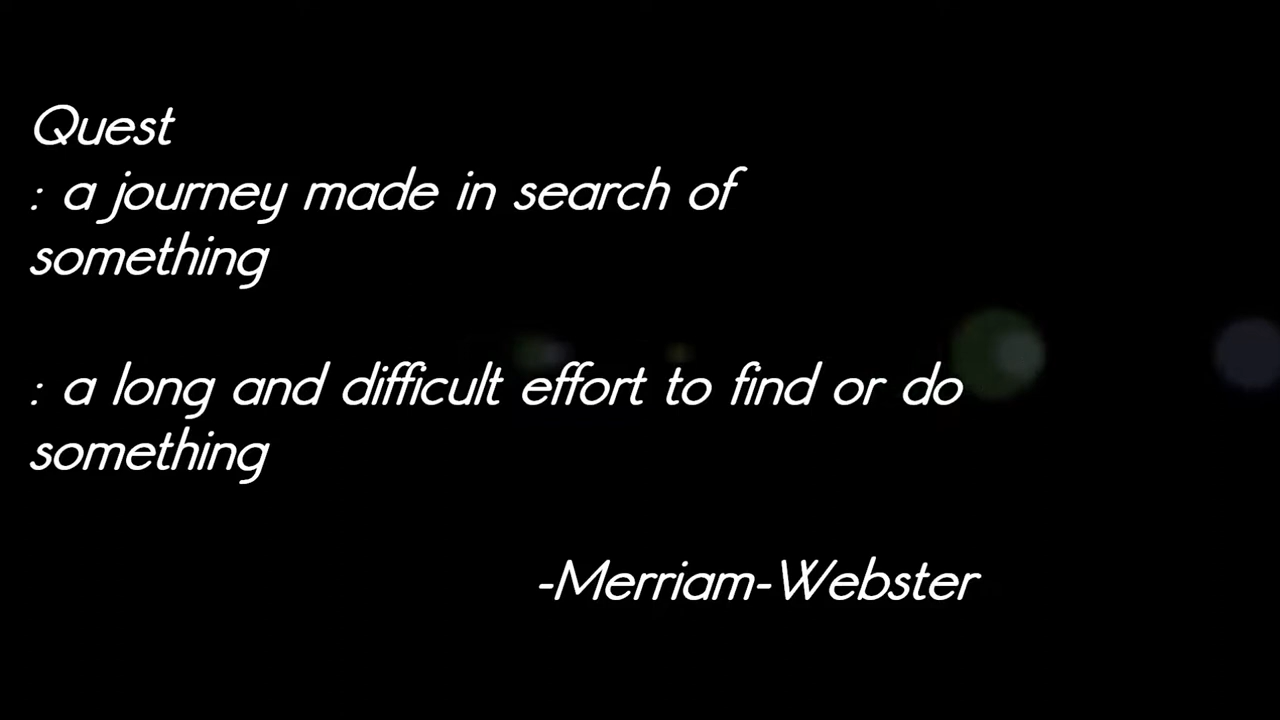 Quest
: a journey made in search of
something
: a long and difficult effort to find or do
something
-Merriam-Webster